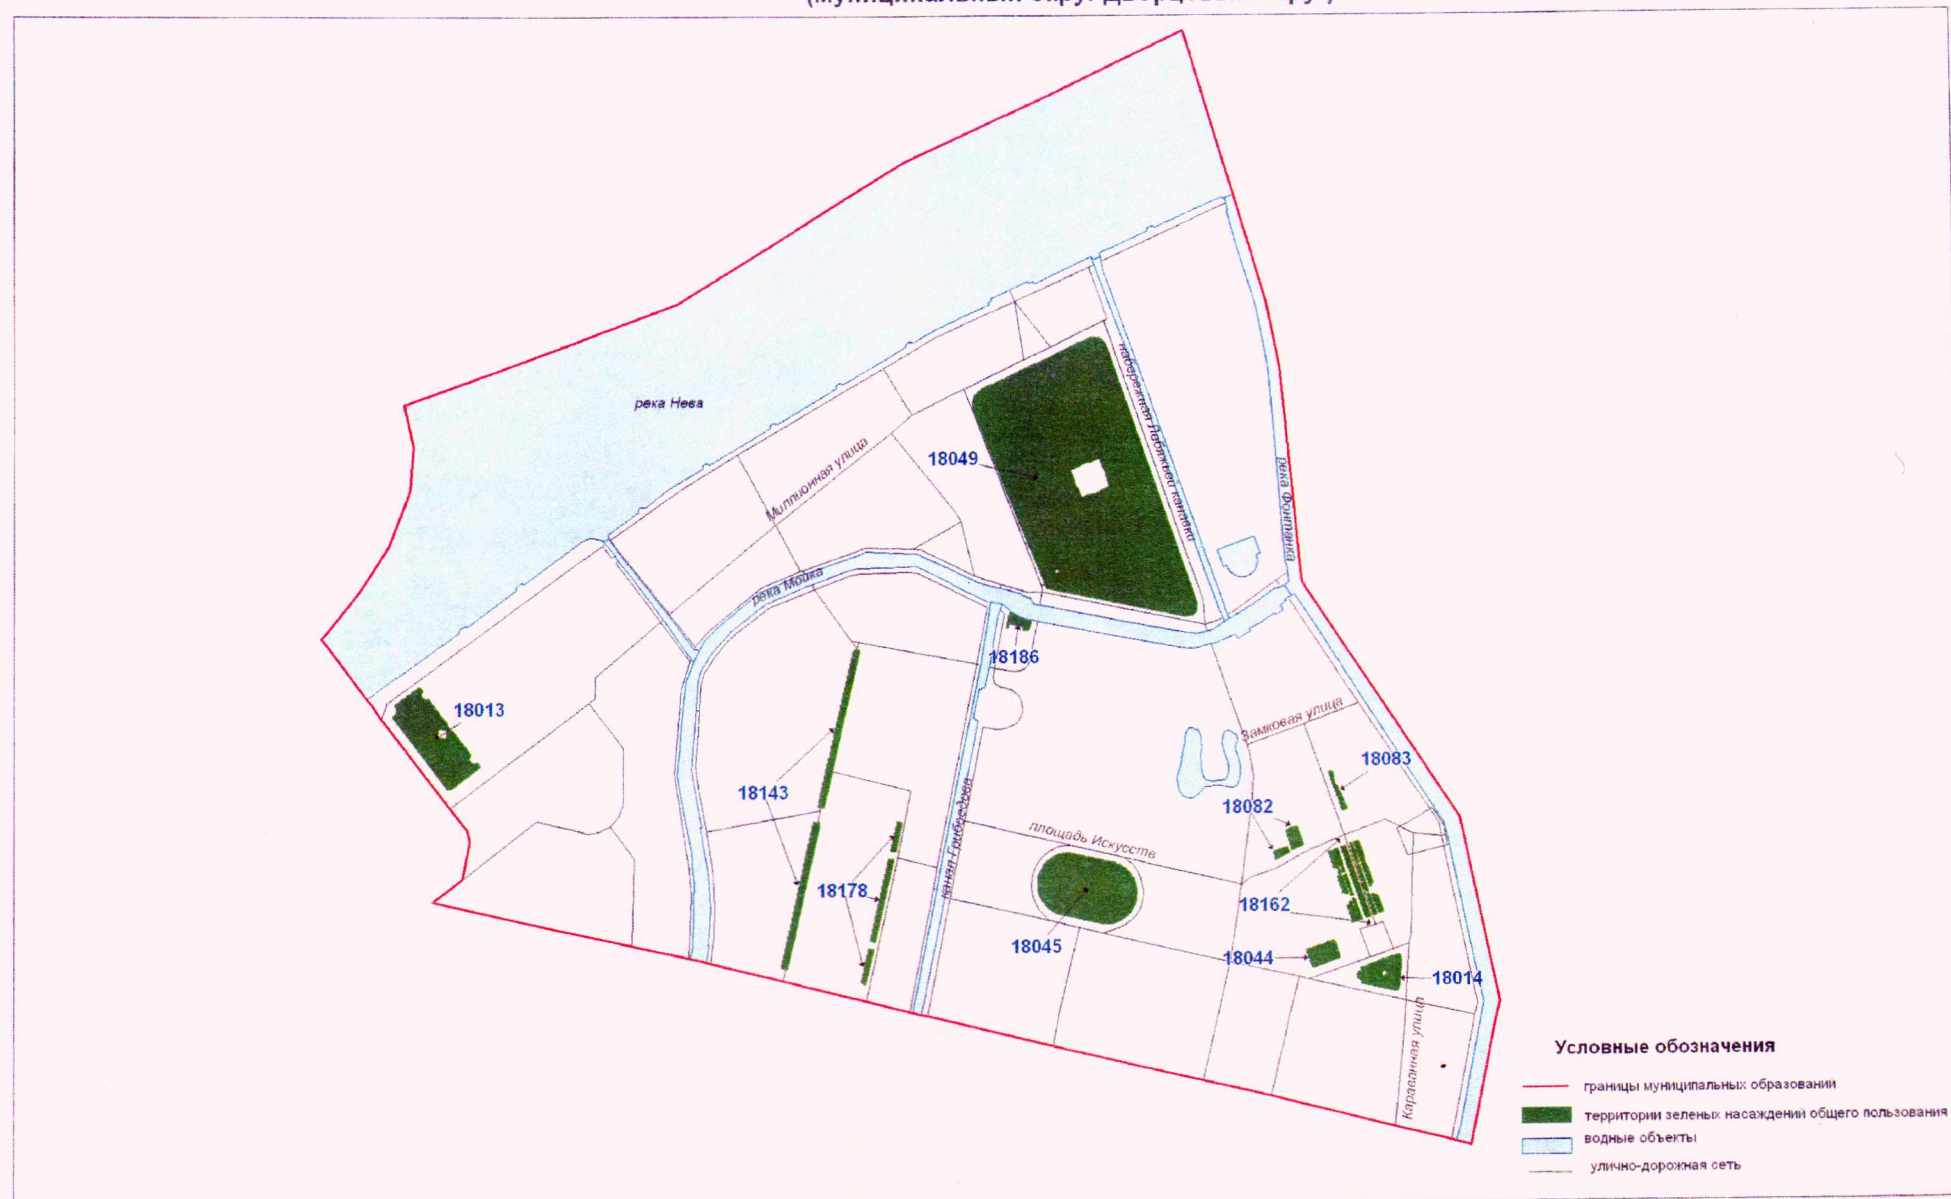 река Нева
набережная Лебяжьей канавки
Миллионная улица
18049
река Фонтанка
река Мойка
18186
18013
Замковая улица
18083
18143
18082
канал Грибоедова
площадь Искусств
18178
18162
18045
18044
18014
Караванная улица
Условные обозначения
границы муниципальных образований
территории зеленых насаждений общего пользования
водные объекты
улично-дорожная сеть